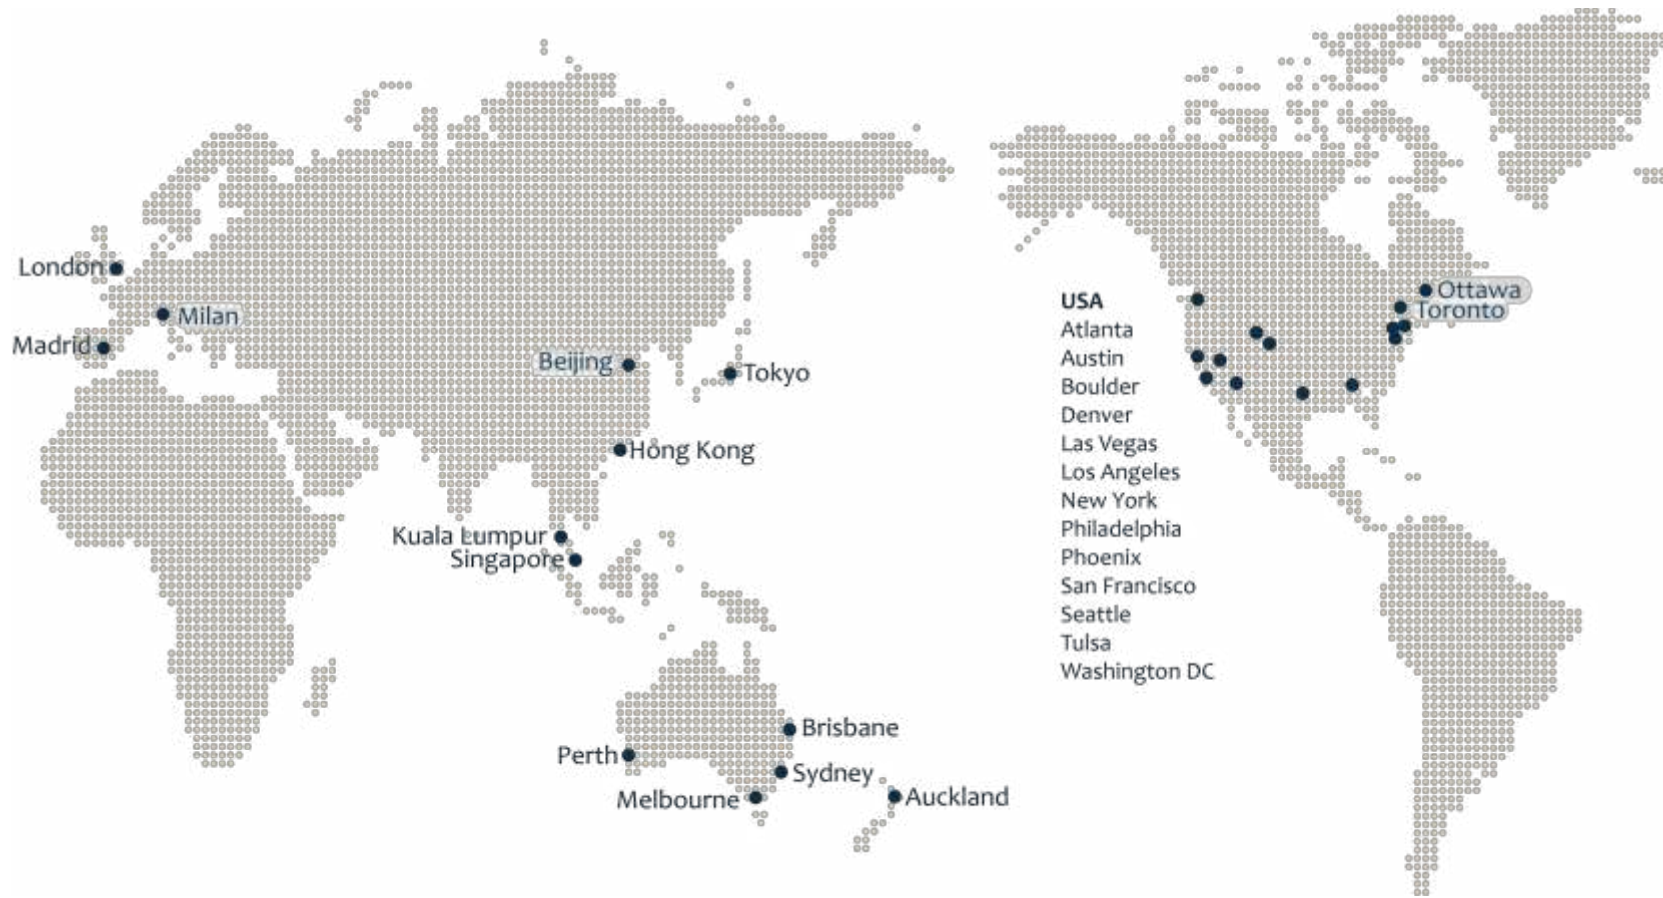 London
Milan
Madrid
Beijing
Tokyo
Hong Kong
Kuala Lumpur
Singapore
Brisbane
Perth
Sydney
Melbourne
Auckland
Ottawa
Toronto
USA
Atlanta
Austin
Boulder
Denver
Las Vegas
Los Angeles
New York
Philadelphia
Phoenix
San Francisco
Seattle
Tulsa
Washington DC